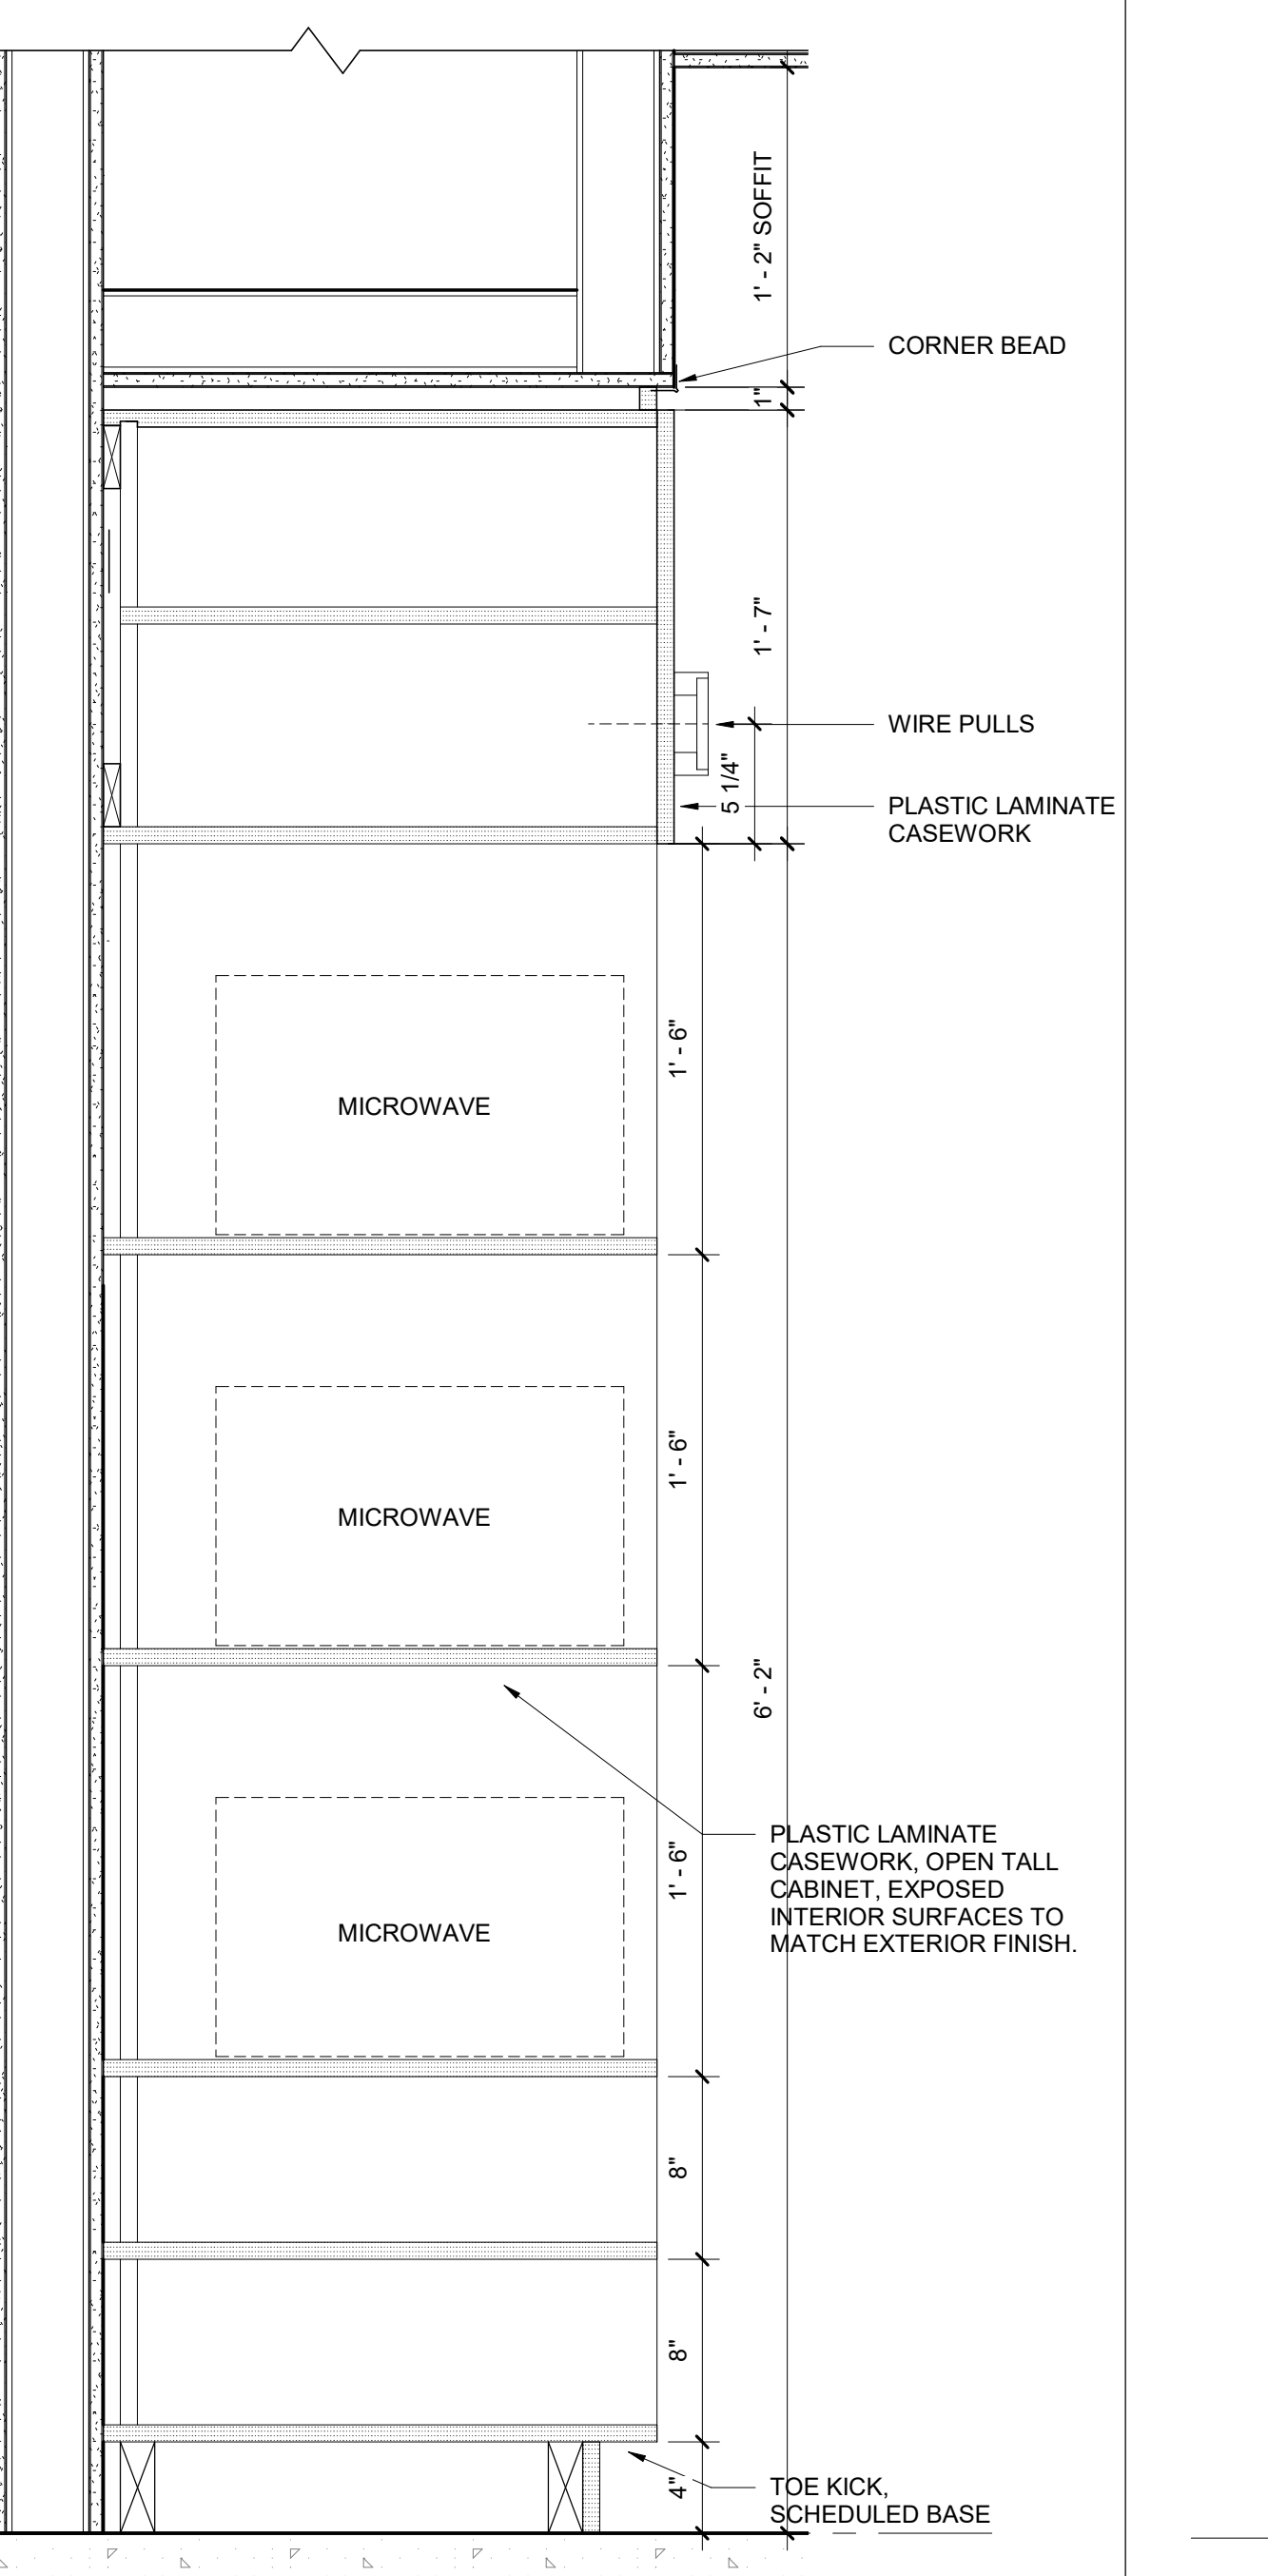 1' - 2" SOFFIT
CORNER BEAD
1"
1' - 7"
WIRE PULLS
5 1/4"
PLASTIC LAMINATE
CASEWORK
1' - 6"
MICROWAVE
1' - 6"
MICROWAVE
6' - 2"
PLASTIC LAMINATE
CASEWORK, OPEN TALL
CABINET, EXPOSED
INTERIOR SURFACES TO
MATCH EXTERIOR FINISH.
1' - 6"
MICROWAVE
8"
8"
4"
TOE KICK,
SCHEDULED BASE